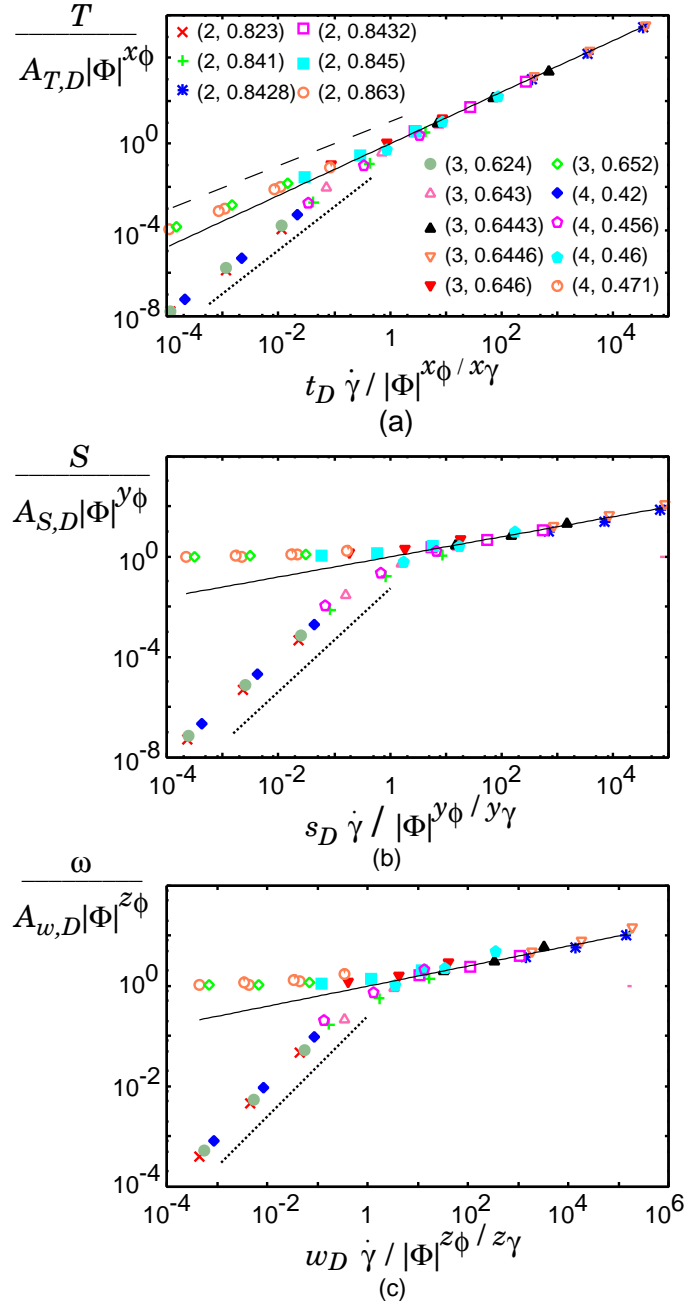 T
A_{T,D}|Φ|^{xϕ}
(2, 0.823) (2, 0.8432)
(2, 0.841) (2, 0.845)
(2, 0.8428) (2, 0.863)
(3, 0.624) (3, 0.652)
(3, 0.643) (4, 0.42)
(3, 0.6443) (4, 0.456)
(3, 0.6446) (4, 0.46)
(3, 0.646) (4, 0.471)
10^0
10^{-4}
10^{-8}
10^{-4} 10^{-2} 1 10^2 10^4
t_D γ̇ / |Φ|^{xϕ / xγ}
(a)
S
A_{S,D}|Φ|^{yϕ}
10^0
10^{-4}
10^{-8}
10^{-4} 10^{-2} 1 10^2 10^4
s_D γ̇ / |Φ|^{yϕ / yγ}
(b)
ω
A_{w,D}|Φ|^{zϕ}
10^0
10^{-2}
10^{-4}
10^{-4} 10^{-2} 1 10^2 10^4 10^6
w_D γ̇ / |Φ|^{zϕ / zγ}
(c)